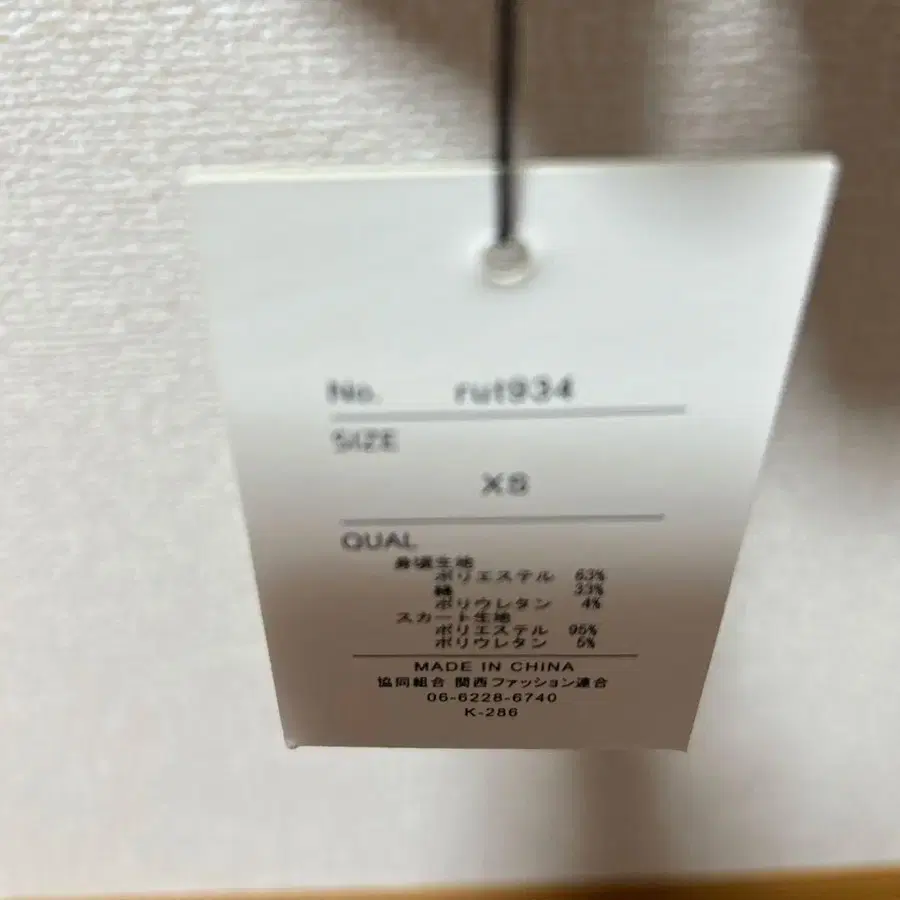 No. rut934
SIZE
XS
QUAL
身頃生地
ポリエステル 63%
綿 33%
ポリウレタン 4%
スカート生地
ポリエステル 95%
ポリウレタン 5%
MADE IN CHINA
協同組合 関西ファッション連合
06-6228-6740
K-286